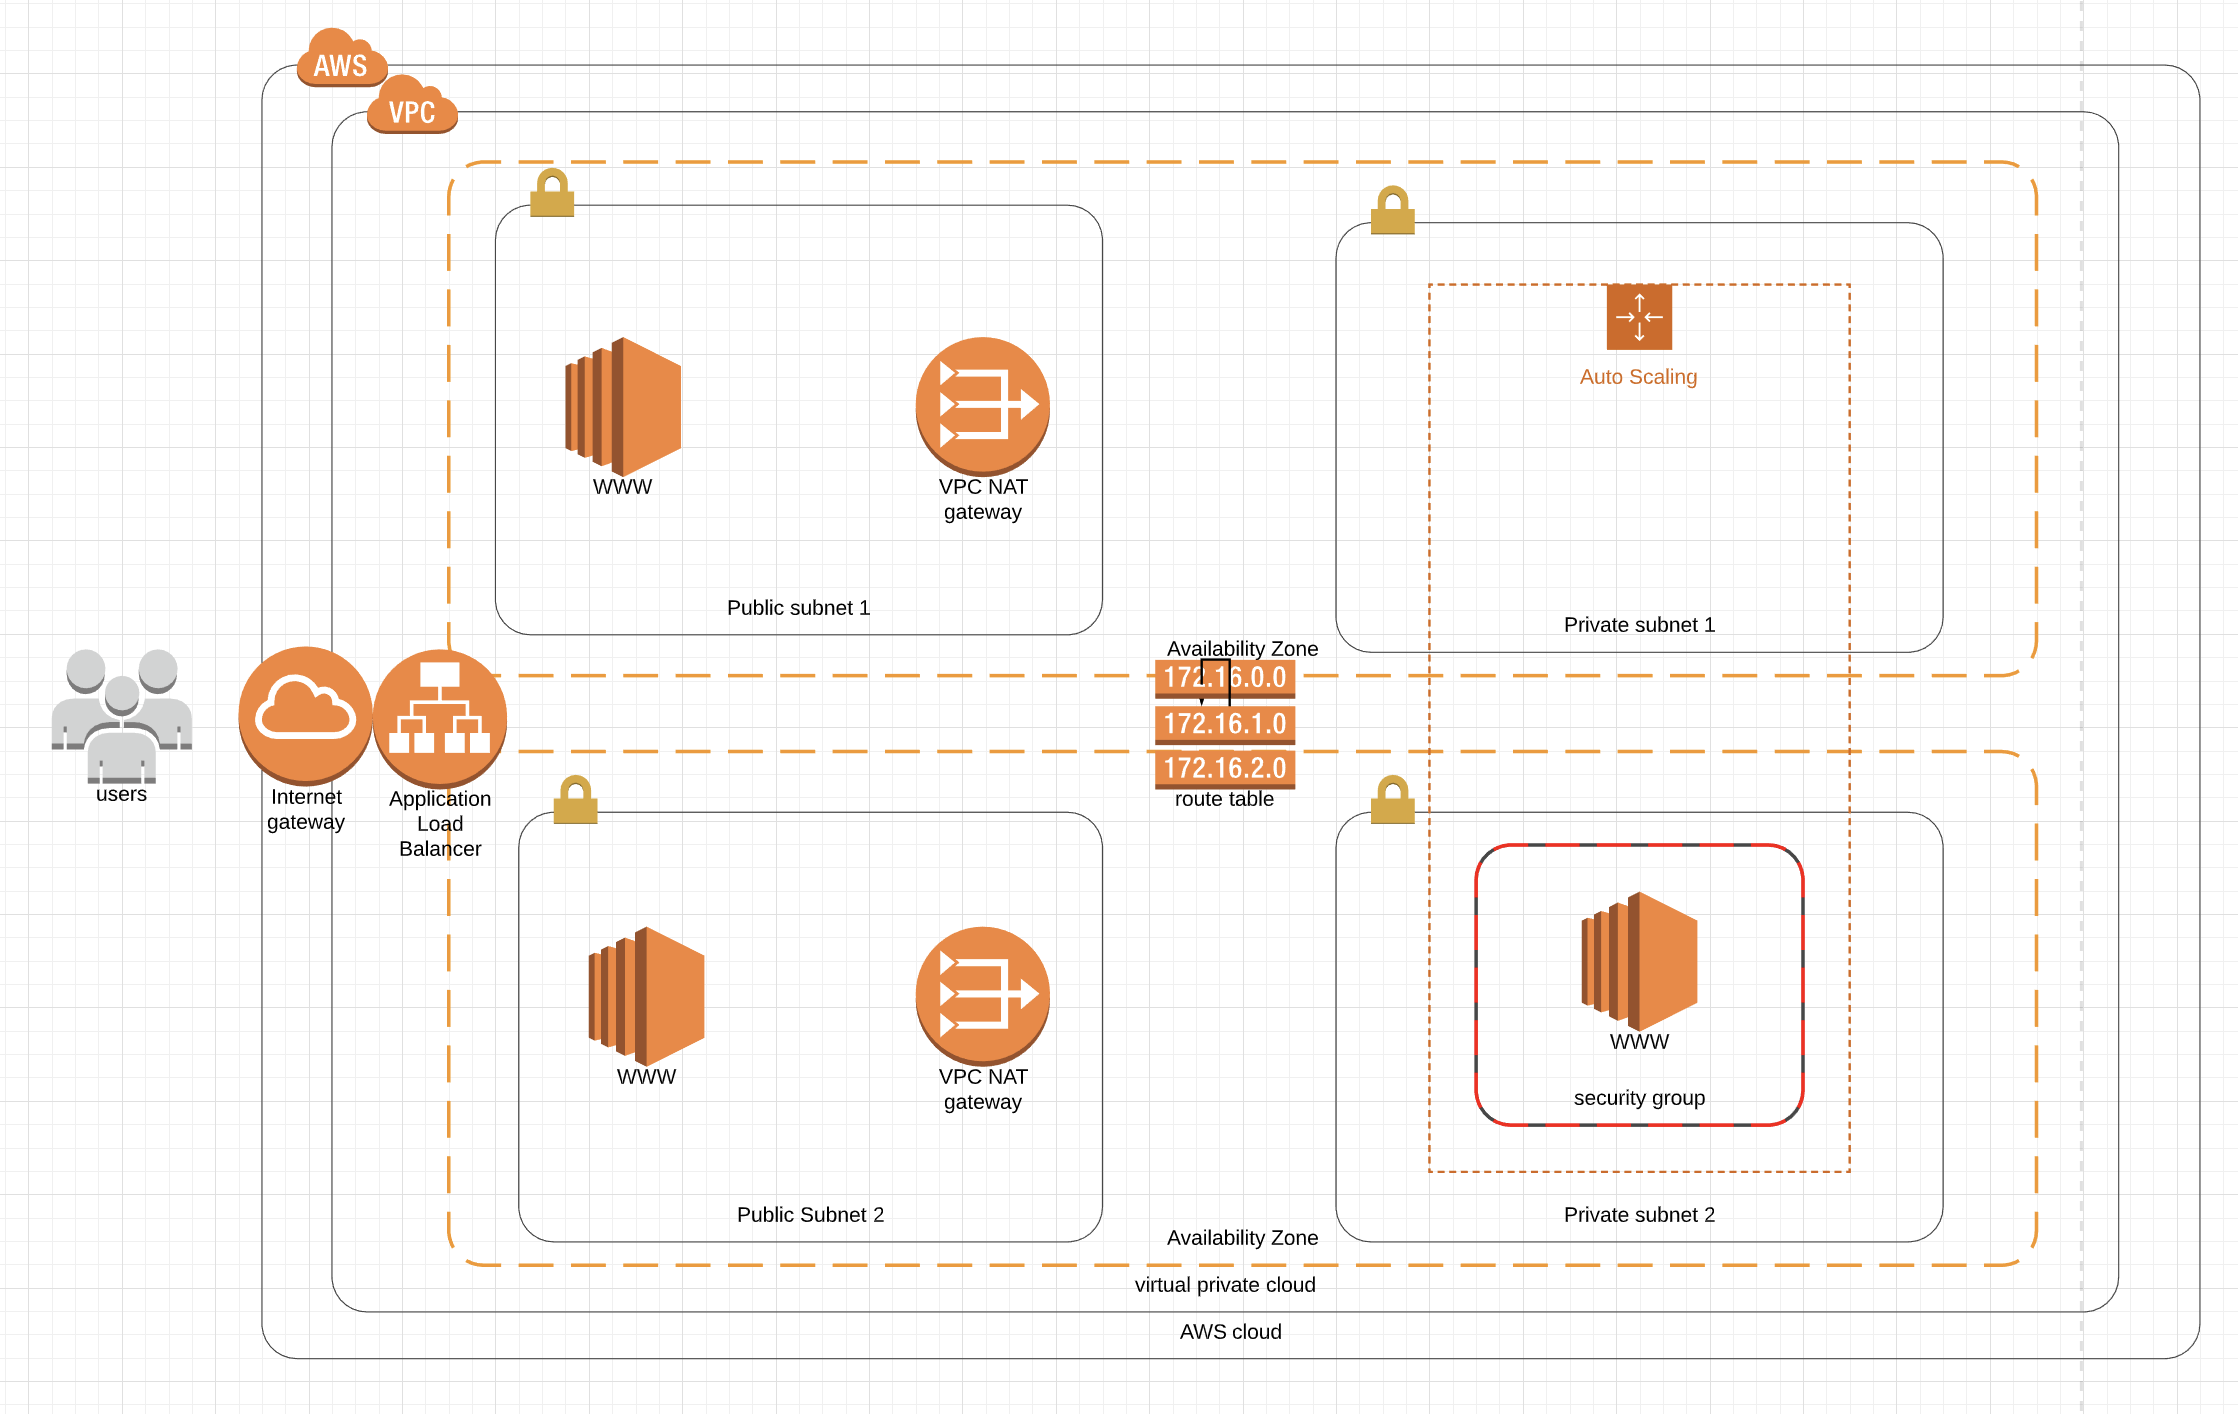 AWS
VPC
Auto Scaling
WWW
VPC NAT
gateway
Public subnet 1
Private subnet 1
Availability Zone
172.16.0.0
172.16.1.0
172.16.2.0
route table
users
Internet
gateway
Application
Load
Balancer
WWW
VPC NAT
gateway
WWW
security group
Public Subnet 2
Private subnet 2
Availability Zone
virtual private cloud
AWS cloud